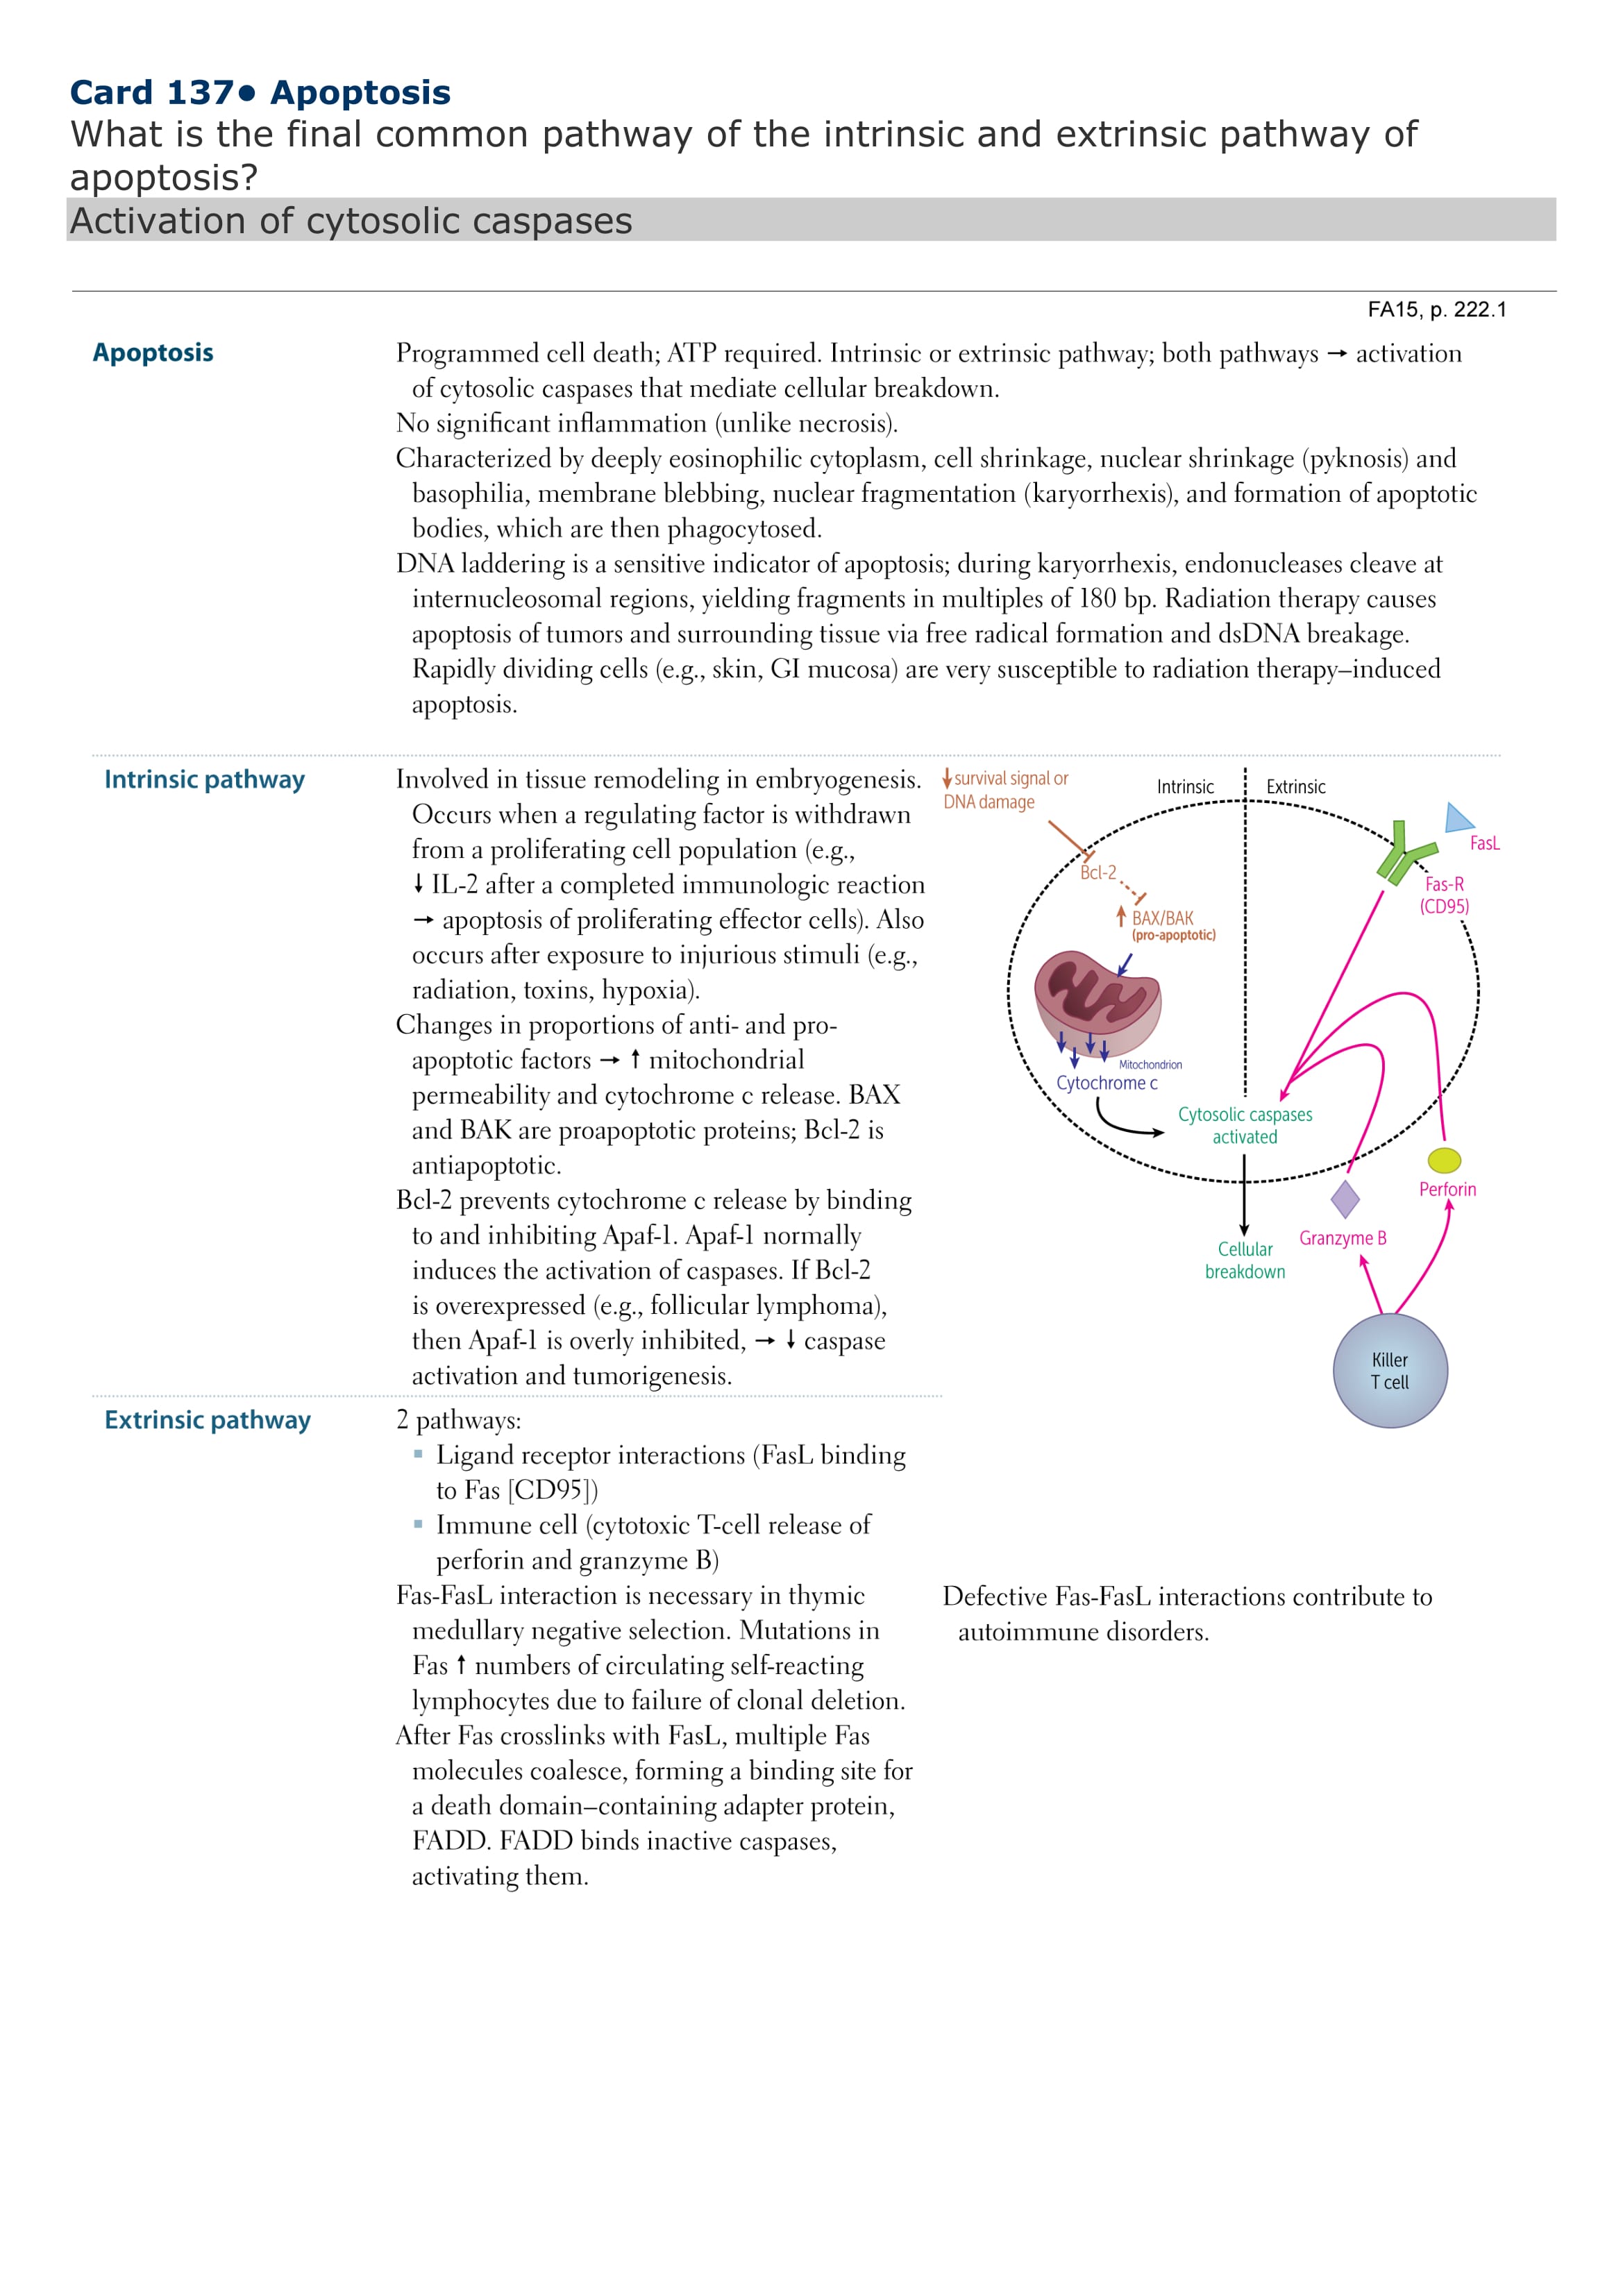 Card 137• Apoptosis
What is the final common pathway of the intrinsic and extrinsic pathway of
apoptosis?
Activation of cytosolic caspases
FA15, p. 222.1
Apoptosis
Programmed cell death; ATP required. Intrinsic or extrinsic pathway; both pathways → activation
of cytosolic caspases that mediate cellular breakdown.
No significant inflammation (unlike necrosis).
Characterized by deeply eosinophilic cytoplasm, cell shrinkage, nuclear shrinkage (pyknosis) and
basophilia, membrane blebbing, nuclear fragmentation (karyorrhexis), and formation of apoptotic
bodies, which are then phagocytosed.
DNA laddering is a sensitive indicator of apoptosis; during karyorrhexis, endonucleases cleave at
internucleosomal regions, yielding fragments in multiples of 180 bp. Radiation therapy causes
apoptosis of tumors and surrounding tissue via free radical formation and dsDNA breakage.
Rapidly dividing cells (e.g., skin, GI mucosa) are very susceptible to radiation therapy–induced
apoptosis.
Intrinsic pathway
Involved in tissue remodeling in embryogenesis.
Occurs when a regulating factor is withdrawn
from a proliferating cell population (e.g.,
↓ IL-2 after a completed immunologic reaction
→ apoptosis of proliferating effector cells). Also
occurs after exposure to injurious stimuli (e.g.,
radiation, toxins, hypoxia).
Changes in proportions of anti- and pro-
apoptotic factors → ↑ mitochondrial
permeability and cytochrome c release. BAX
and BAK are proapoptotic proteins; Bcl-2 is
antiapoptotic.
Bcl-2 prevents cytochrome c release by binding
to and inhibiting Apaf-1. Apaf-1 normally
induces the activation of caspases. If Bcl-2
is overexpressed (e.g., follicular lymphoma),
then Apaf-1 is overly inhibited, → ↓ caspase
activation and tumorigenesis.
↓ survival signal or
DNA damage
Intrinsic
Extrinsic
FasL
Fas-R
(CD95)
Bcl-2
↑ BAX/BAK
(pro-apoptotic)
Mitochondrion
Cytochrome c
Cytosolic caspases
activated
Perforin
Granzyme B
Cellular
breakdown
Killer
T cell
Extrinsic pathway
2 pathways:
▪ Ligand receptor interactions (FasL binding
to Fas [CD95])
▪ Immune cell (cytotoxic T-cell release of
perforin and granzyme B)
Fas-FasL interaction is necessary in thymic
medullary negative selection. Mutations in
Fas ↑ numbers of circulating self-reacting
lymphocytes due to failure of clonal deletion.
After Fas crosslinks with FasL, multiple Fas
molecules coalesce, forming a binding site for
a death domain–containing adapter protein,
FADD. FADD binds inactive caspases,
activating them.
Defective Fas-FasL interactions contribute to
autoimmune disorders.